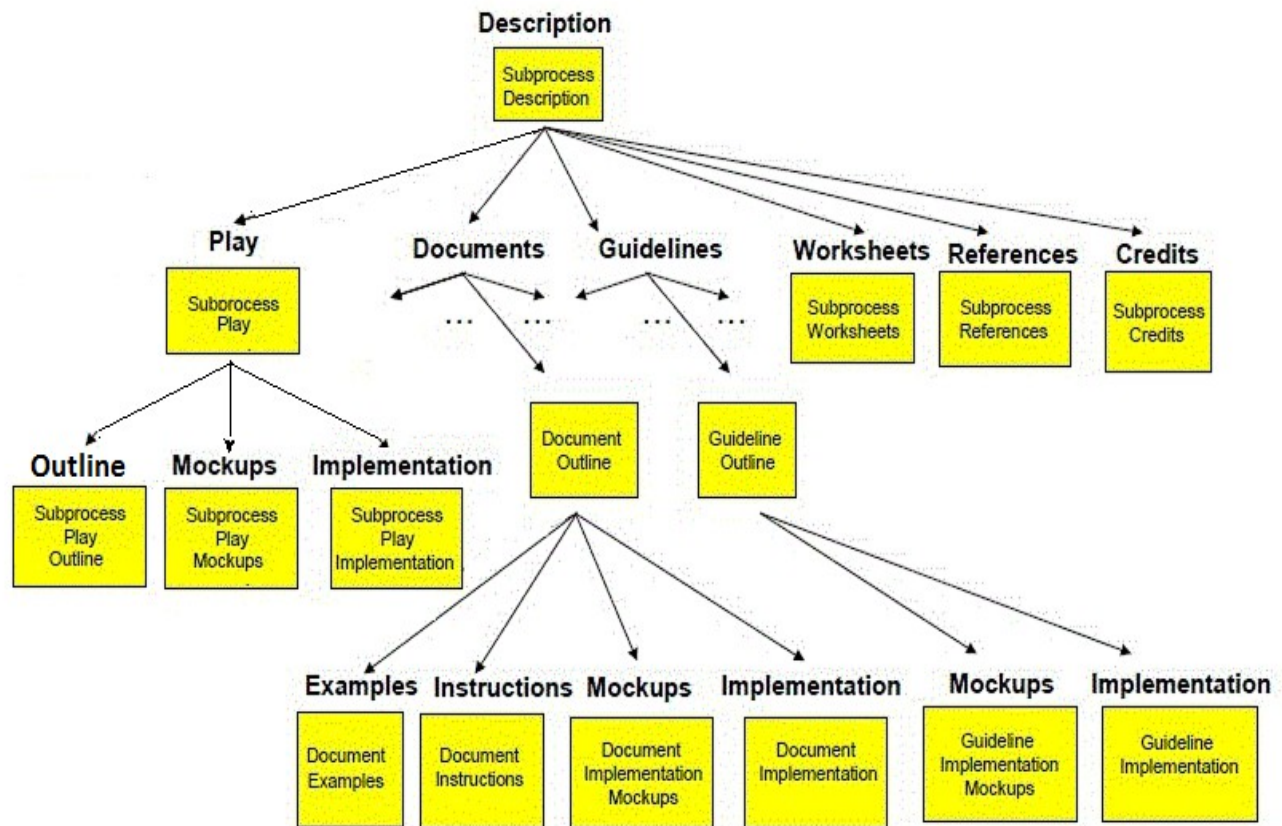 Description
Subprocess
Description
Play
Documents
Guidelines
Worksheets
References
Credits
Subprocess
Play
... ...
... ...
Subprocess
Worksheets
Subprocess
References
Subprocess
Credits
Document
Outline
Guideline
Outline
Outline
Mockups
Implementation
Subprocess
Play
Outline
Subprocess
Play
Mockups
Subprocess
Play
Implementation
Examples
Instructions
Mockups
Implementation
Mockups
Implementation
Document
Examples
Document
Instructions
Document
Implementation
Mockups
Document
Implementation
Guideline
Implementation
Mockups
Guideline
Implementation